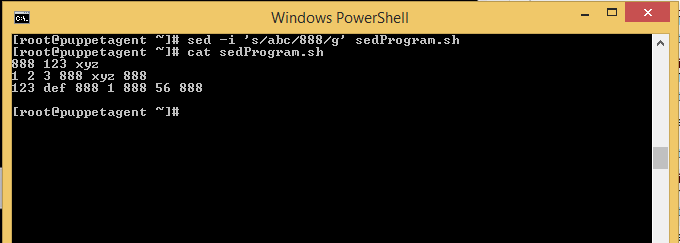 Windows PowerShell
[root@puppetagent ~]# sed -i 's/abc/888/g' sedProgram.sh
[root@puppetagent ~]# cat sedProgram.sh
888 123 xyz
1 2 3 888 xyz 888
123 def 888 1 888 56 888
[root@puppetagent ~]#